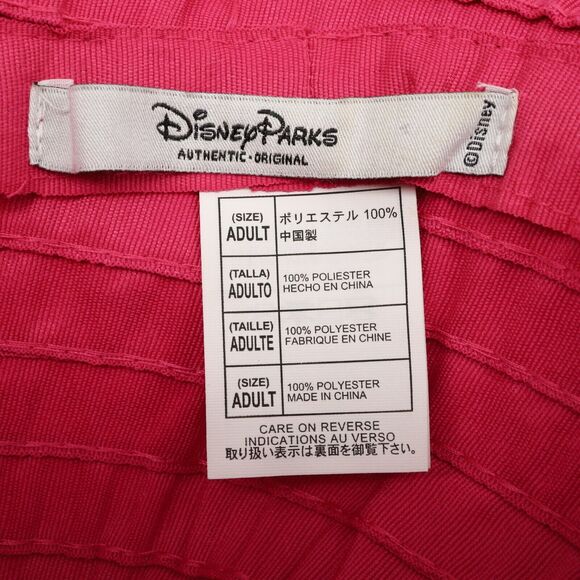 Disney Parks
AUTHENTIC • ORIGINAL
©Disney
(SIZE)
ADULT
ポリエステル 100%
中国製
(TALLA)
ADULTO
100% POLIESTER
HECHO EN CHINA
(TAILLE)
ADULTE
100% POLYESTER
FABRIQUE EN CHINE
(SIZE)
ADULT
100% POLYESTER
MADE IN CHINA
CARE ON REVERSE
INDICATIONS AU VERSO
取り扱い表示は裏面を御覧下さい。